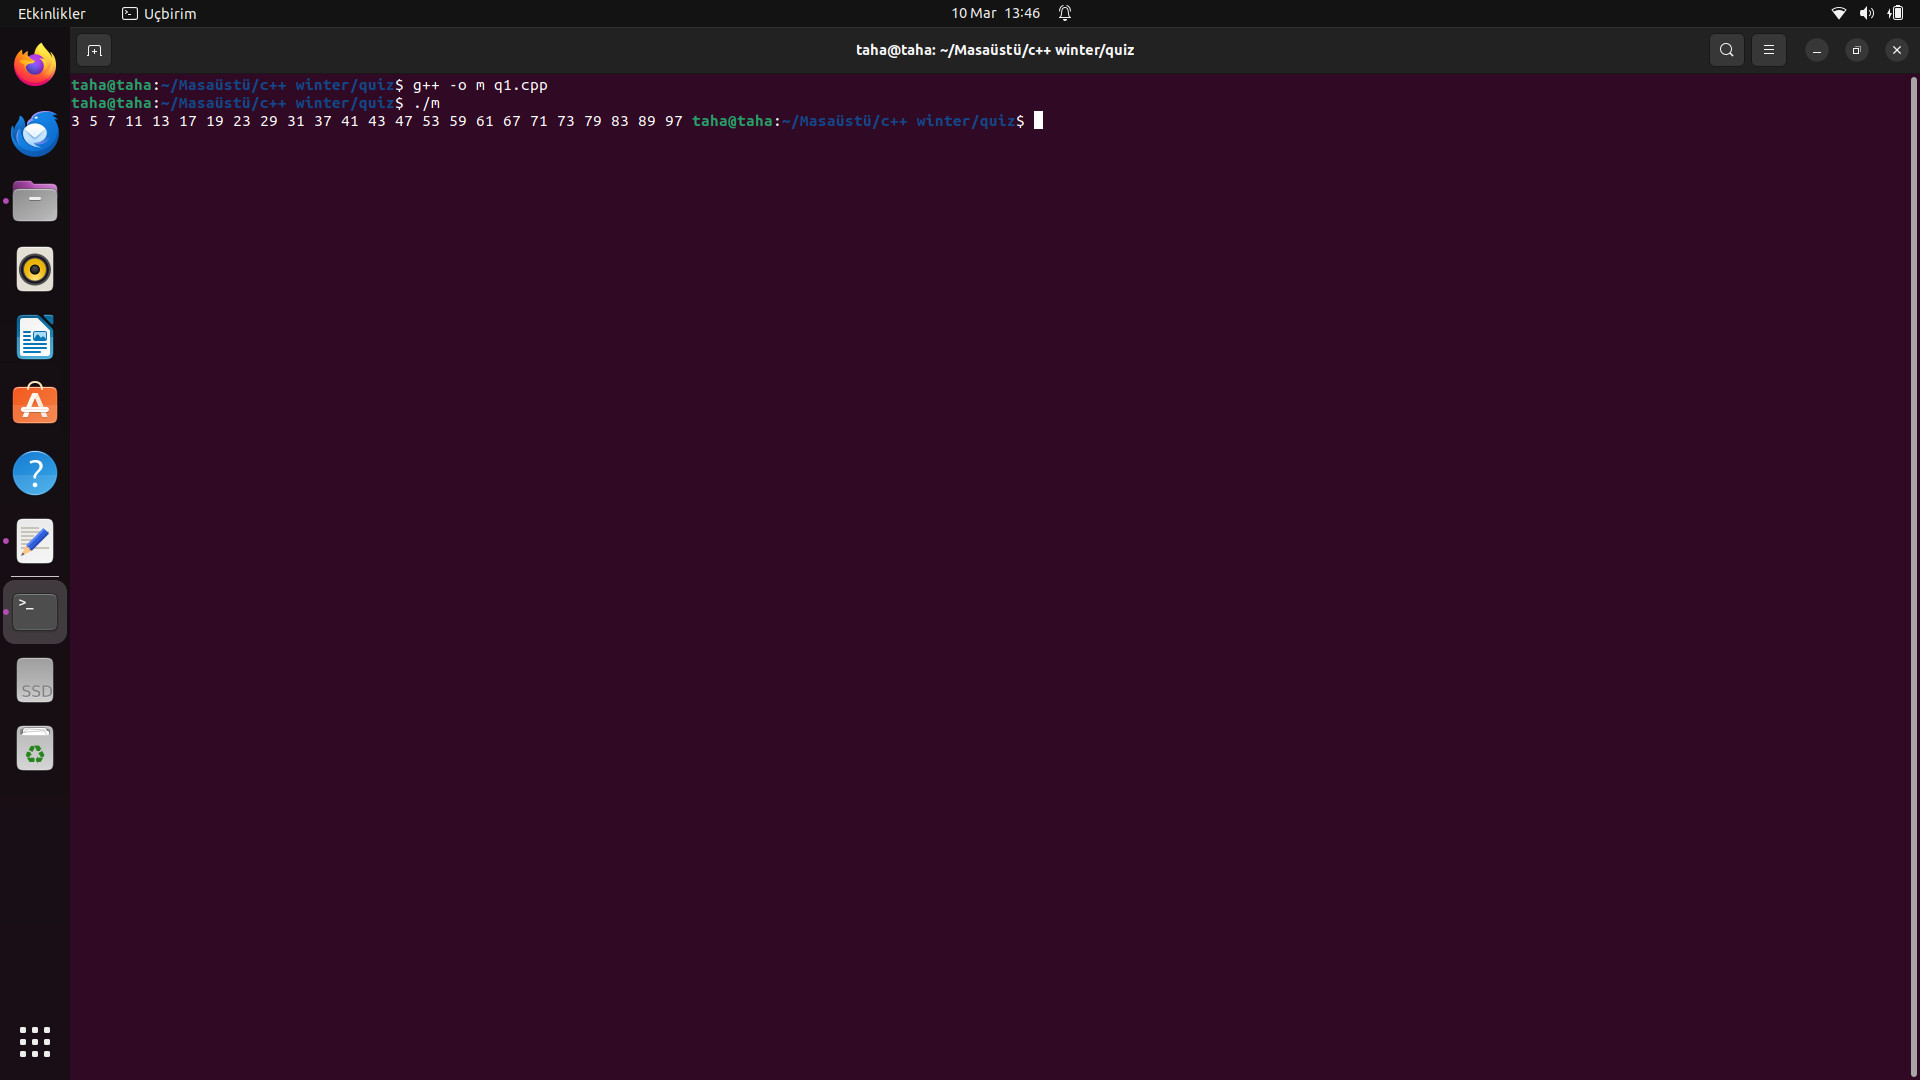 Etkinlikler
Uçbirim
10 Mar 13:46
taha@taha: ~/Masaüstü/c++ winter/quiz
taha@taha:~/Masaüstü/c++ winter/quiz$ g++ -o m q1.cpp
taha@taha:~/Masaüstü/c++ winter/quiz$ ./m
3 5 7 11 13 17 19 23 29 31 37 41 43 47 53 59 61 67 71 73 79 83 89 97 taha@taha:~/Masaüstü/c++ winter/quiz$
?
>_
SSD